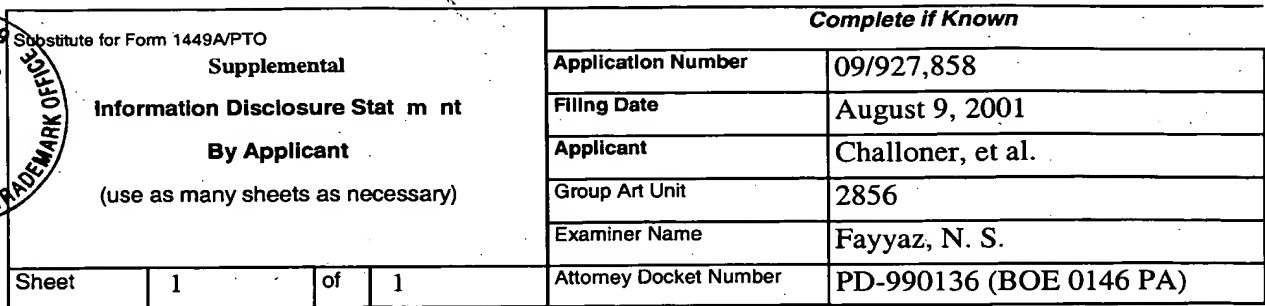 Substitute for Form 1449A/PTO
Supplemental
Information Disclosure Stat m nt
By Applicant
(use as many sheets as necessary)
Sheet 1 of 1
TRADEMARK OFFICE
Complete if Known
Application Number 09/927,858
Filing Date August 9, 2001
Applicant Challoner, et al.
Group Art Unit 2856
Examiner Name Fayyaz, N. S.
Attorney Docket Number PD-990136 (BOE 0146 PA)